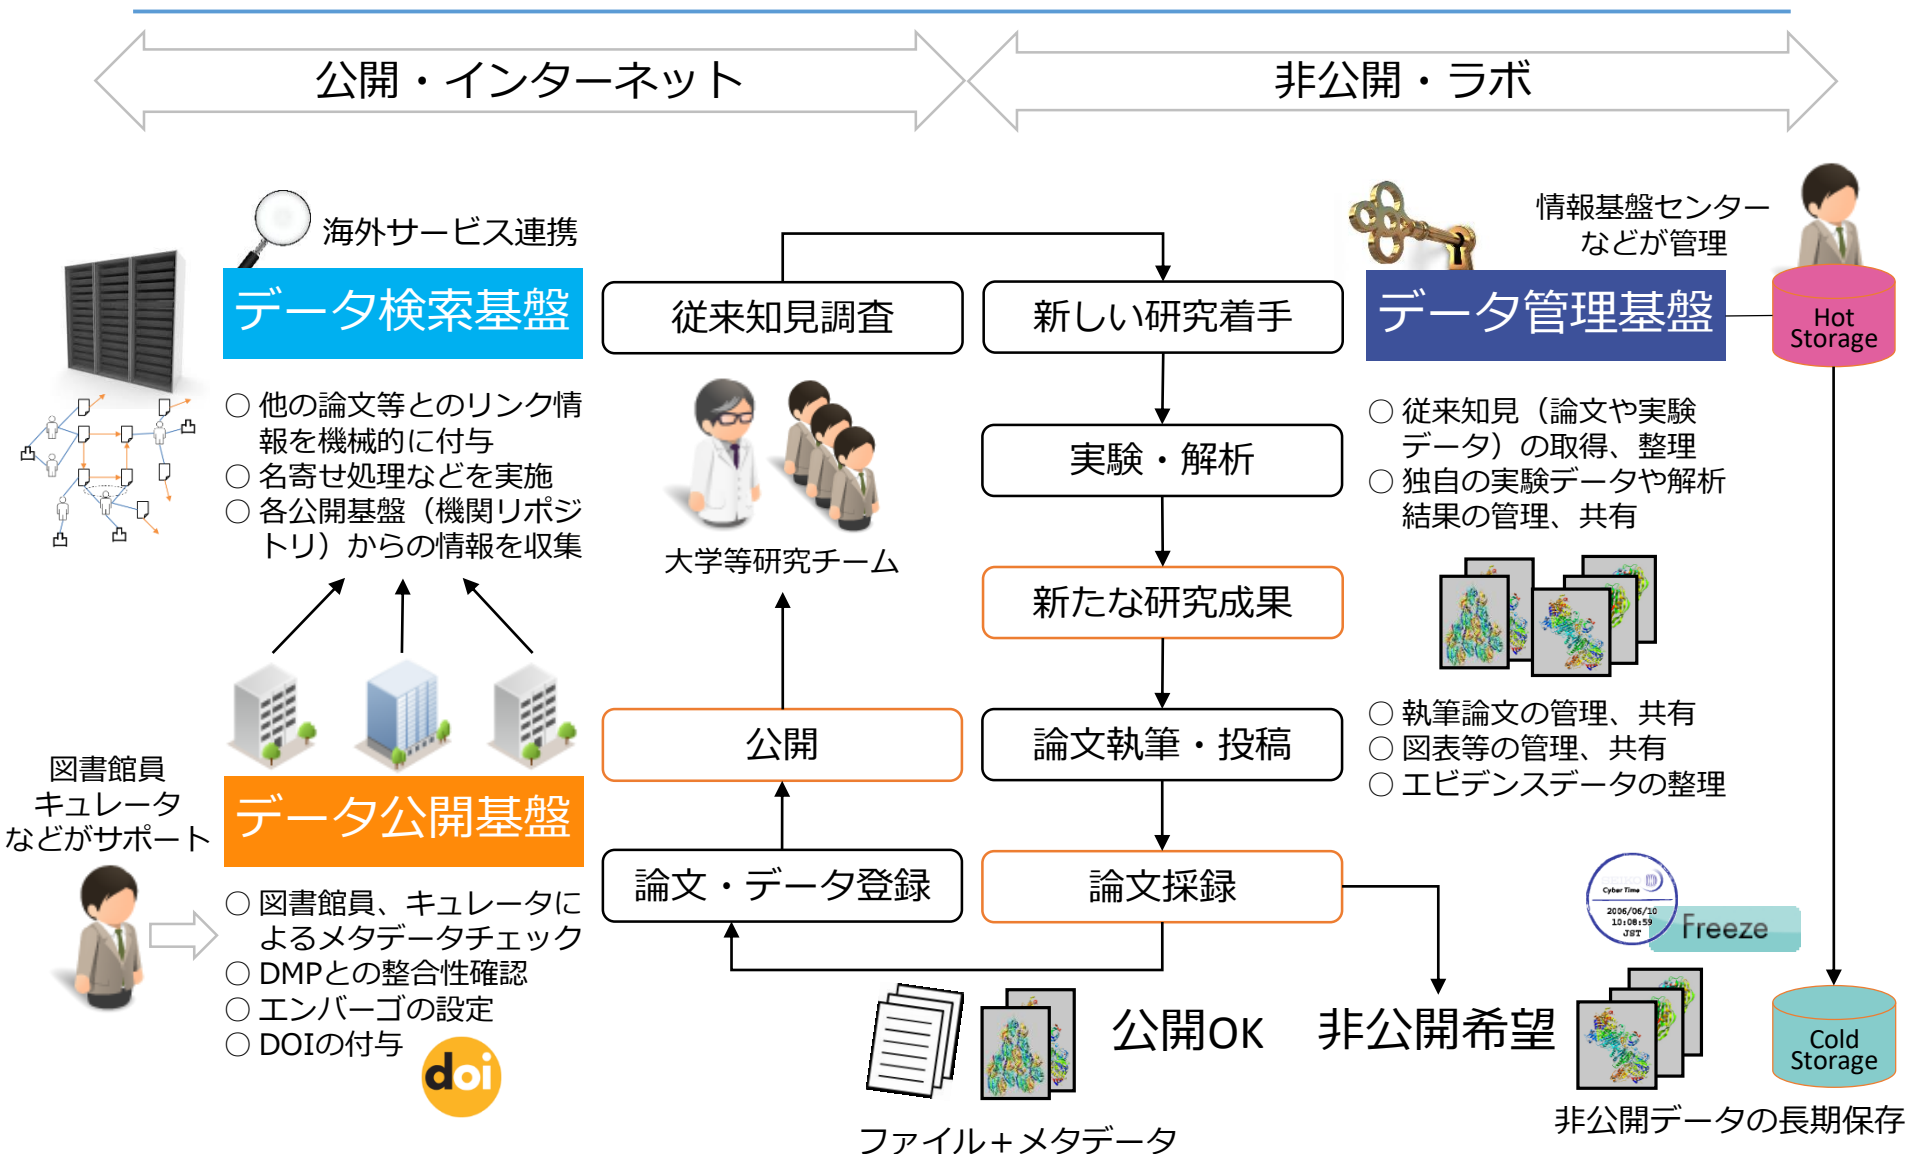 公開・インターネット
非公開・ラボ
海外サービス連携
データ検索基盤
○ 他の論文等とのリンク情
報を機械的に付与
○ 名寄せ処理などを実施
○ 各公開基盤（機関リポジ
トリ）からの情報を収集
図書館員
キュレータ
などがサポート
データ公開基盤
○ 図書館員、キュレータに
よるメタデータチェック
○ DMPとの整合性確認
○ エンバーゴの設定
○ DOIの付与
doi
従来知見調査
大学等研究チーム
公開
論文・データ登録
新しい研究着手
実験・解析
新たな研究成果
論文執筆・投稿
論文採録
公開OK
非公開希望
ファイル＋メタデータ
情報基盤センター
などが管理
データ管理基盤
Hot
Storage
○ 従来知見（論文や実験
データ）の取得、整理
○ 独自の実験データや解析
結果の管理、共有
○ 執筆論文の管理、共有
○ 図表等の管理、共有
○ エビデンスデータの整理
Cyber Time
2006/06/10
10:08:59
JST
Freeze
Cold
Storage
非公開データの長期保存